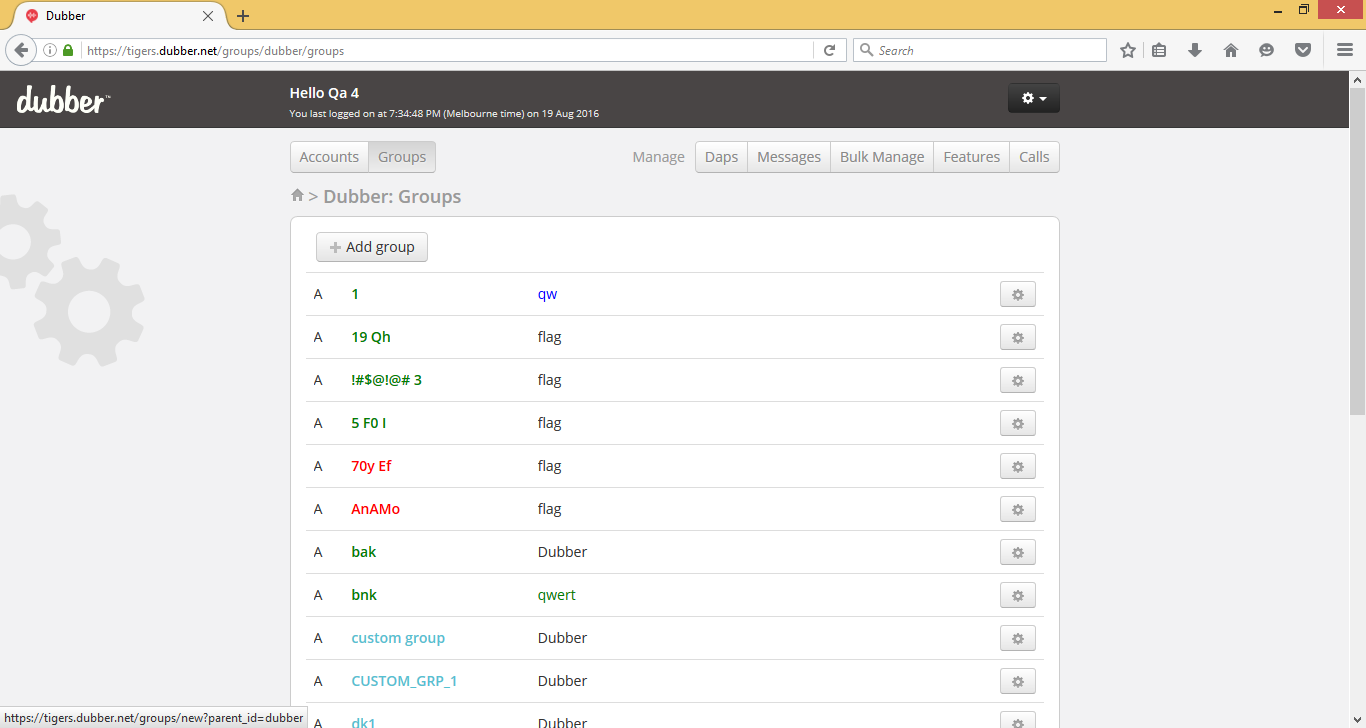 Dubber
https://tigers.dubber.net/groups/dubber/groups
Search
dubber™
Hello Qa 4
You last logged on at 7:34:48 PM (Melbourne time) on 19 Aug 2016
Accounts Groups Manage Daps Messages Bulk Manage Features Calls
> Dubber: Groups
+ Add group
A 1 qw
A 19 Qh flag
A !#$@!@# 3 flag
A 5 F0 I flag
A 70y Ef flag
A AnAMo flag
A bak Dubber
A bnk qwert
A custom group Dubber
A CUSTOM_GRP_1 Dubber
A dk1 Dubber
https://tigers.dubber.net/groups/new?parent_id=dubber